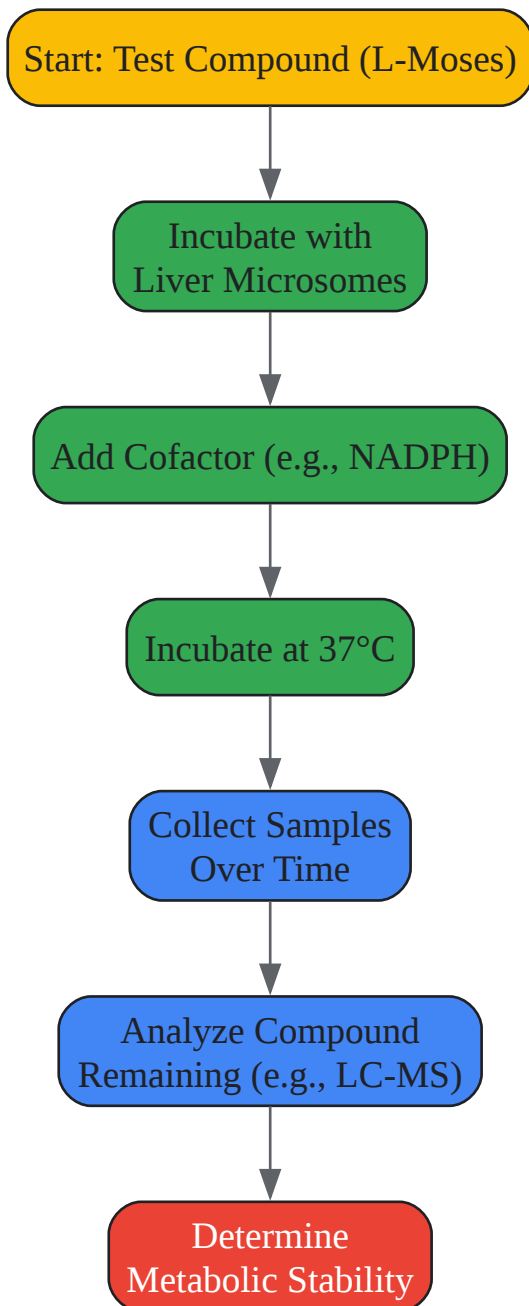 Start: Test Compound (L-Moses)
Incubate with
Liver Microsomes
Add Cofactor (e.g., NADPH)
Incubate at 37°C
Collect Samples
Over Time
Analyze Compound
Remaining (e.g., LC-MS)
Determine
Metabolic Stability